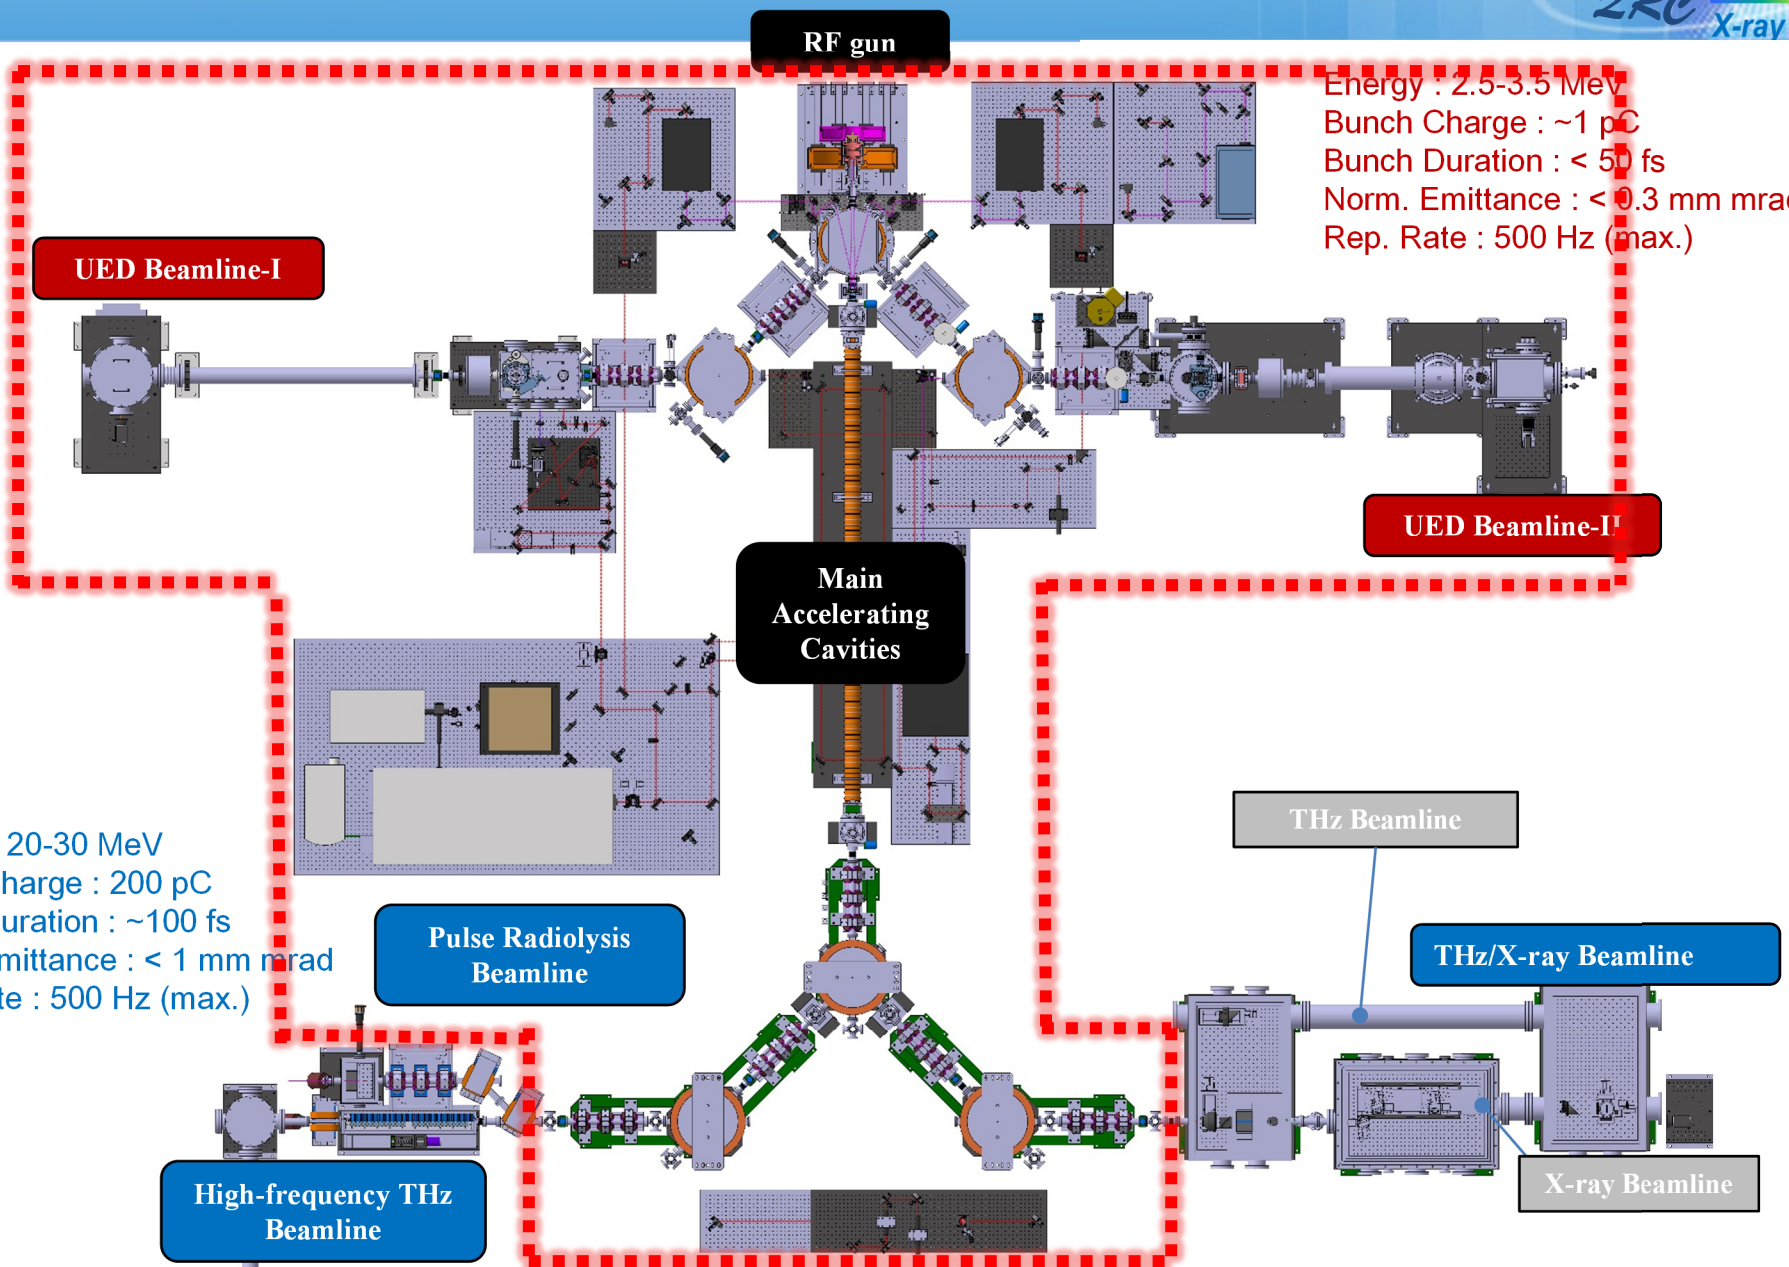 X-ray
RF gun
Energy : 2.5-3.5 MeV
Bunch Charge : ~1 pC
Bunch Duration : < 50 fs
Norm. Emittance : < 0.3 mm mrad
Rep. Rate : 500 Hz (max.)
UED Beamline-I
UED Beamline-II
Main
Accelerating
Cavities
THz Beamline
20-30 MeV
harge : 200 pC
uration : ~100 fs
mittance : < 1 mm mrad
te : 500 Hz (max.)
Pulse Radiolysis
Beamline
THz/X-ray Beamline
High-frequency THz
Beamline
X-ray Beamline